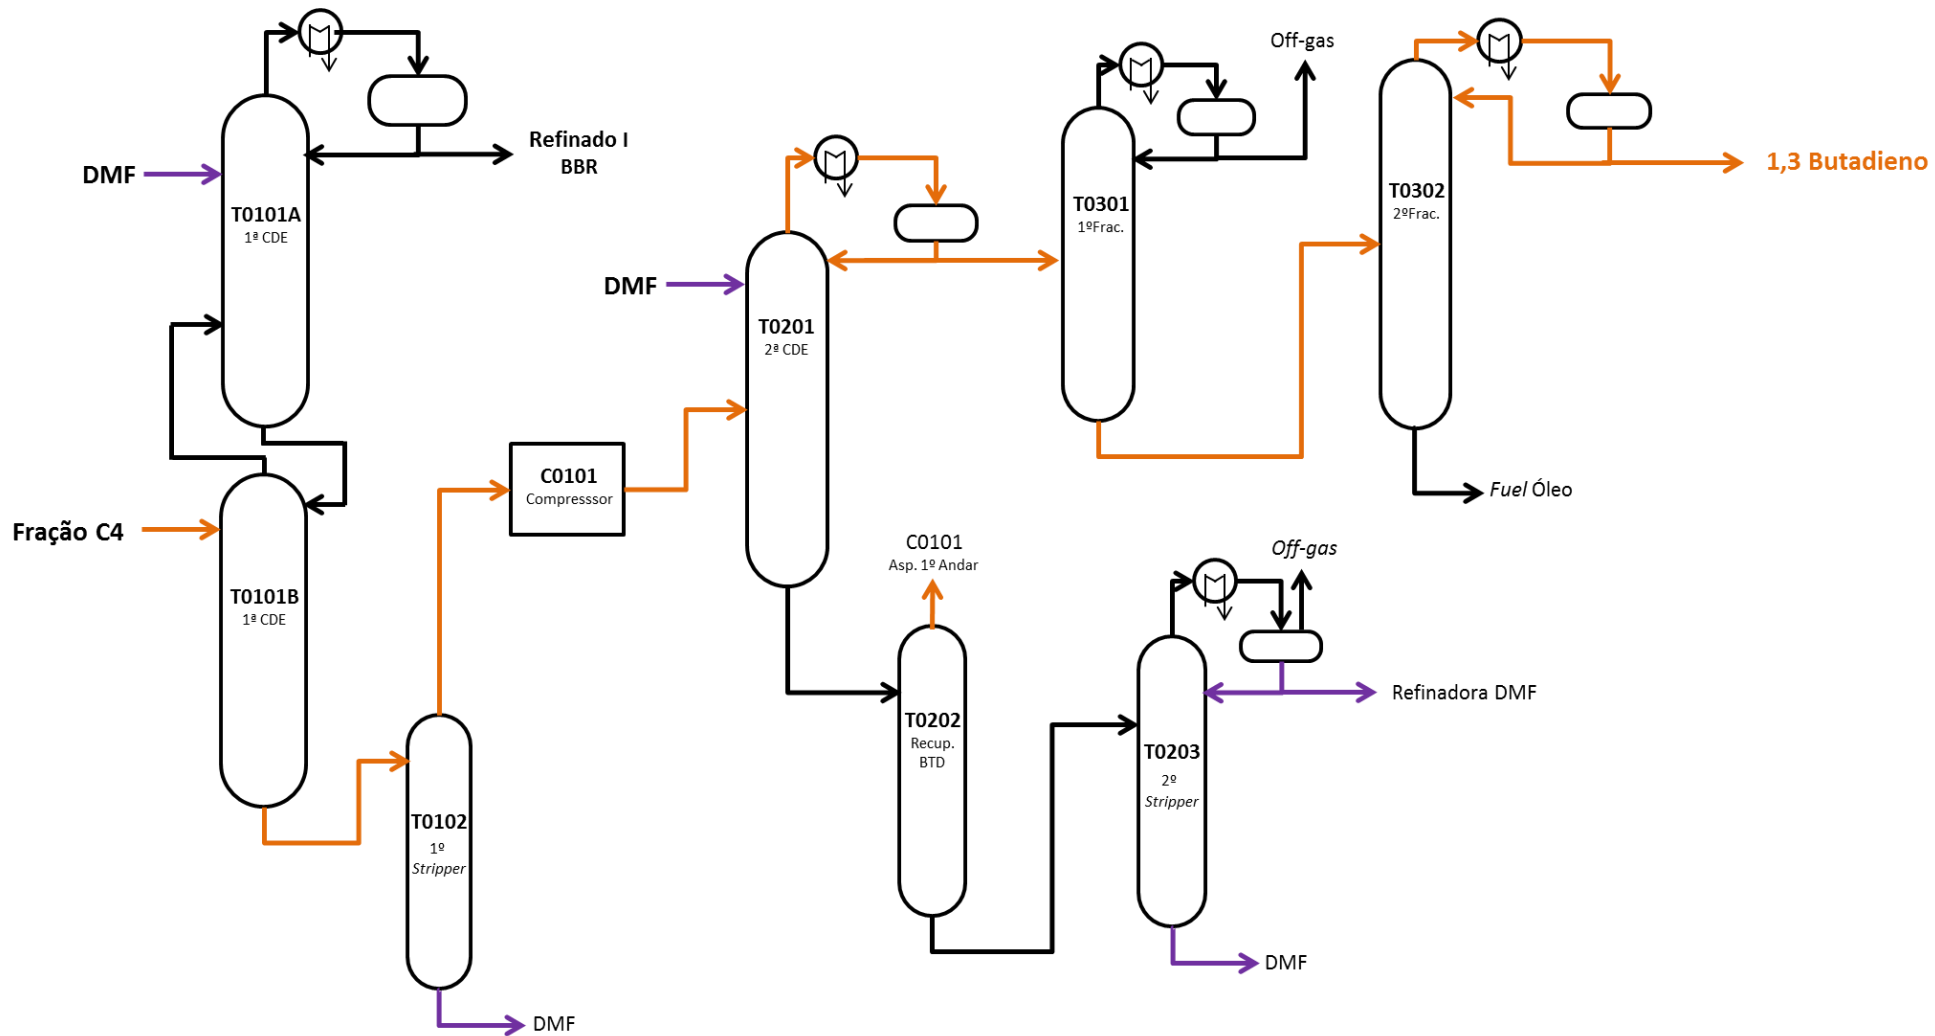 Off-gas
Refinado I
BBR
DMF
1,3 Butadieno
T0101A
1ª CDE
T0301
1ºFrac.
T0302
2ºFrac.
DMF
T0201
2ª CDE
C0101
Compresssor
Fuel Óleo
Fração C4
C0101
Asp. 1º Andar
Off-gas
T0101B
1ª CDE
Refinadora DMF
T0202
Recup.
BTD
T0203
2º
Stripper
T0102
1º
Stripper
DMF
DMF